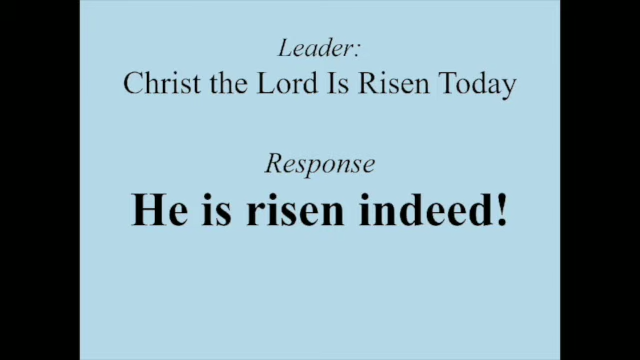 Leader:
Christ the Lord Is Risen Today
Response
He is risen indeed!